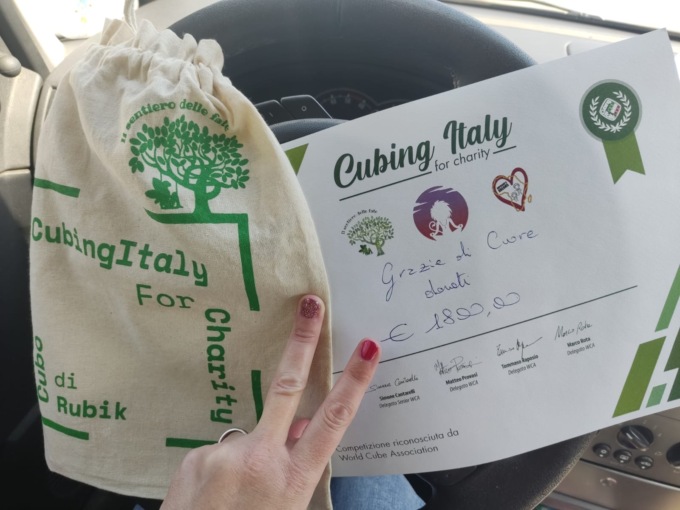 il sentiero delle fate
CubingItaly
For
Charity
Cubo
di
Rubik
Cubing Italy
for charity
il sentiero delle fate
Grazie di Cuore
donati
€ 1800,00
Simone Cantarelli
Delegato Senior WCA
Matteo Provasi
Delegato WCA
Tommaso Raposio
Delegato WCA
Marco Rota
Delegato WCA
Competizione riconosciuta da
World Cube Association